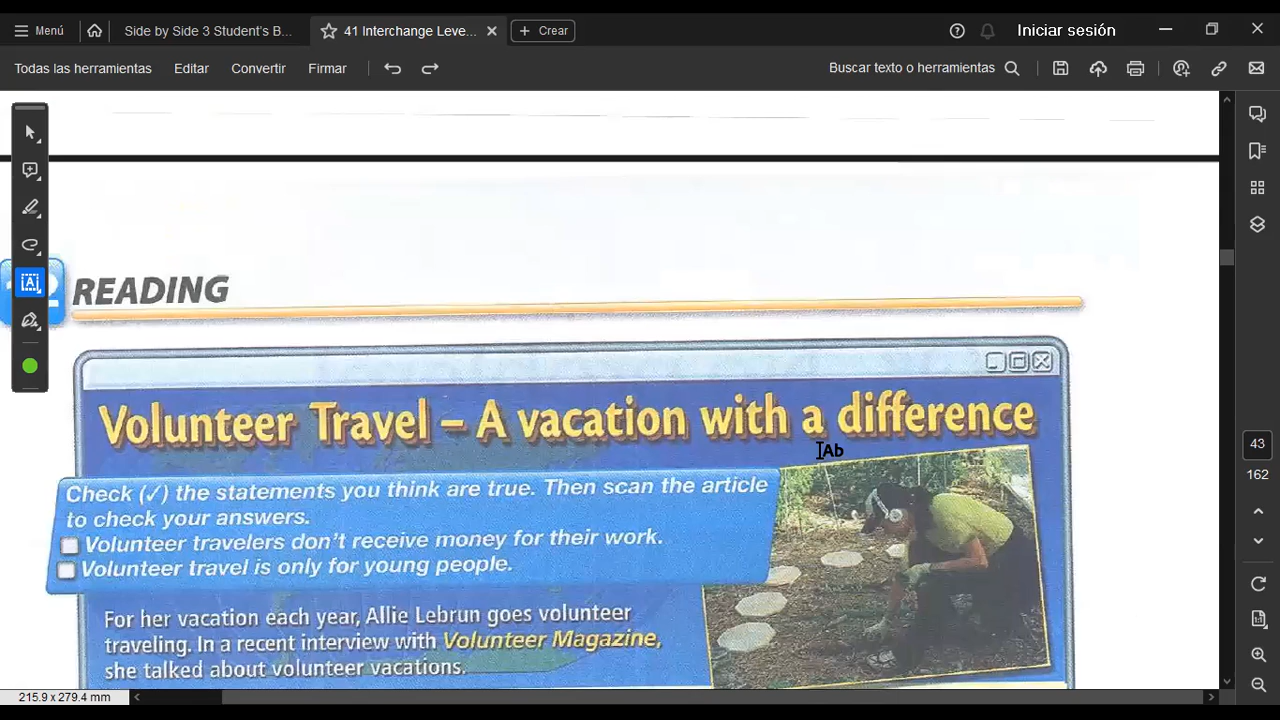 Menú
Side by Side 3 Student's B...
41 Interchange Leve...
Crear
Iniciar sesión
Todas las herramientas
Editar
Convertir
Firmar
Buscar texto o herramientas
READING
Volunteer Travel – A vacation with a difference
Ab
Check (✓) the statements you think are true. Then scan the article
to check your answers.
Volunteer travelers don't receive money for their work.
Volunteer travel is only for young people.
For her vacation each year, Allie Lebrun goes volunteer
traveling. In a recent interview with Volunteer Magazine,
she talked about volunteer vacations.
43
162
215.9 x 279.4 mm